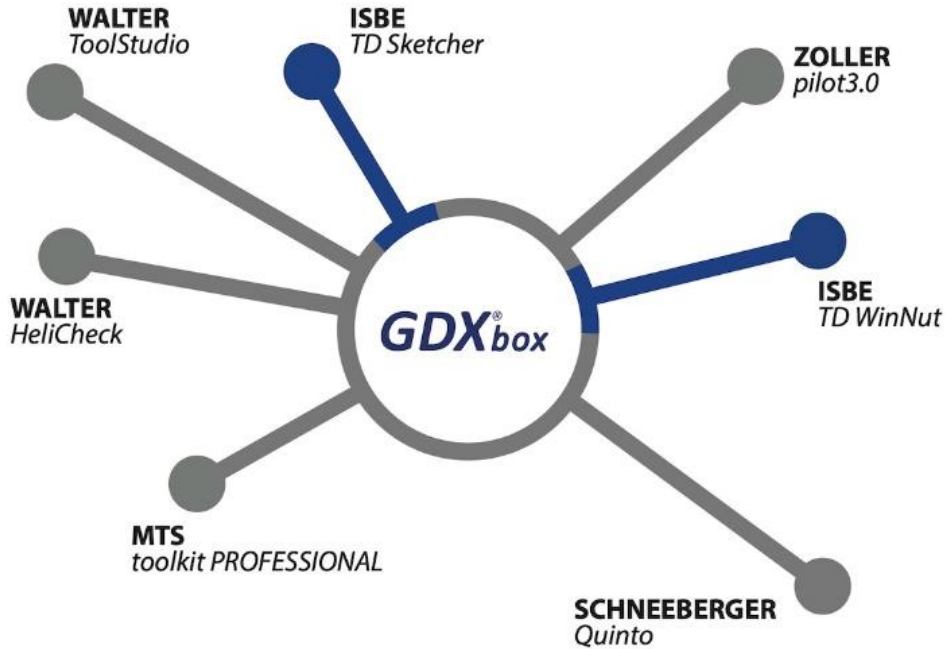 WALTER
ToolStudio
ISBE
TD Sketcher
ZOLLER
pilot3.0
WALTER
HeliCheck
GDX® box
ISBE
TD WinNut
MTS
toolkit PROFESSIONAL
SCHNEEBERGER
Quinto